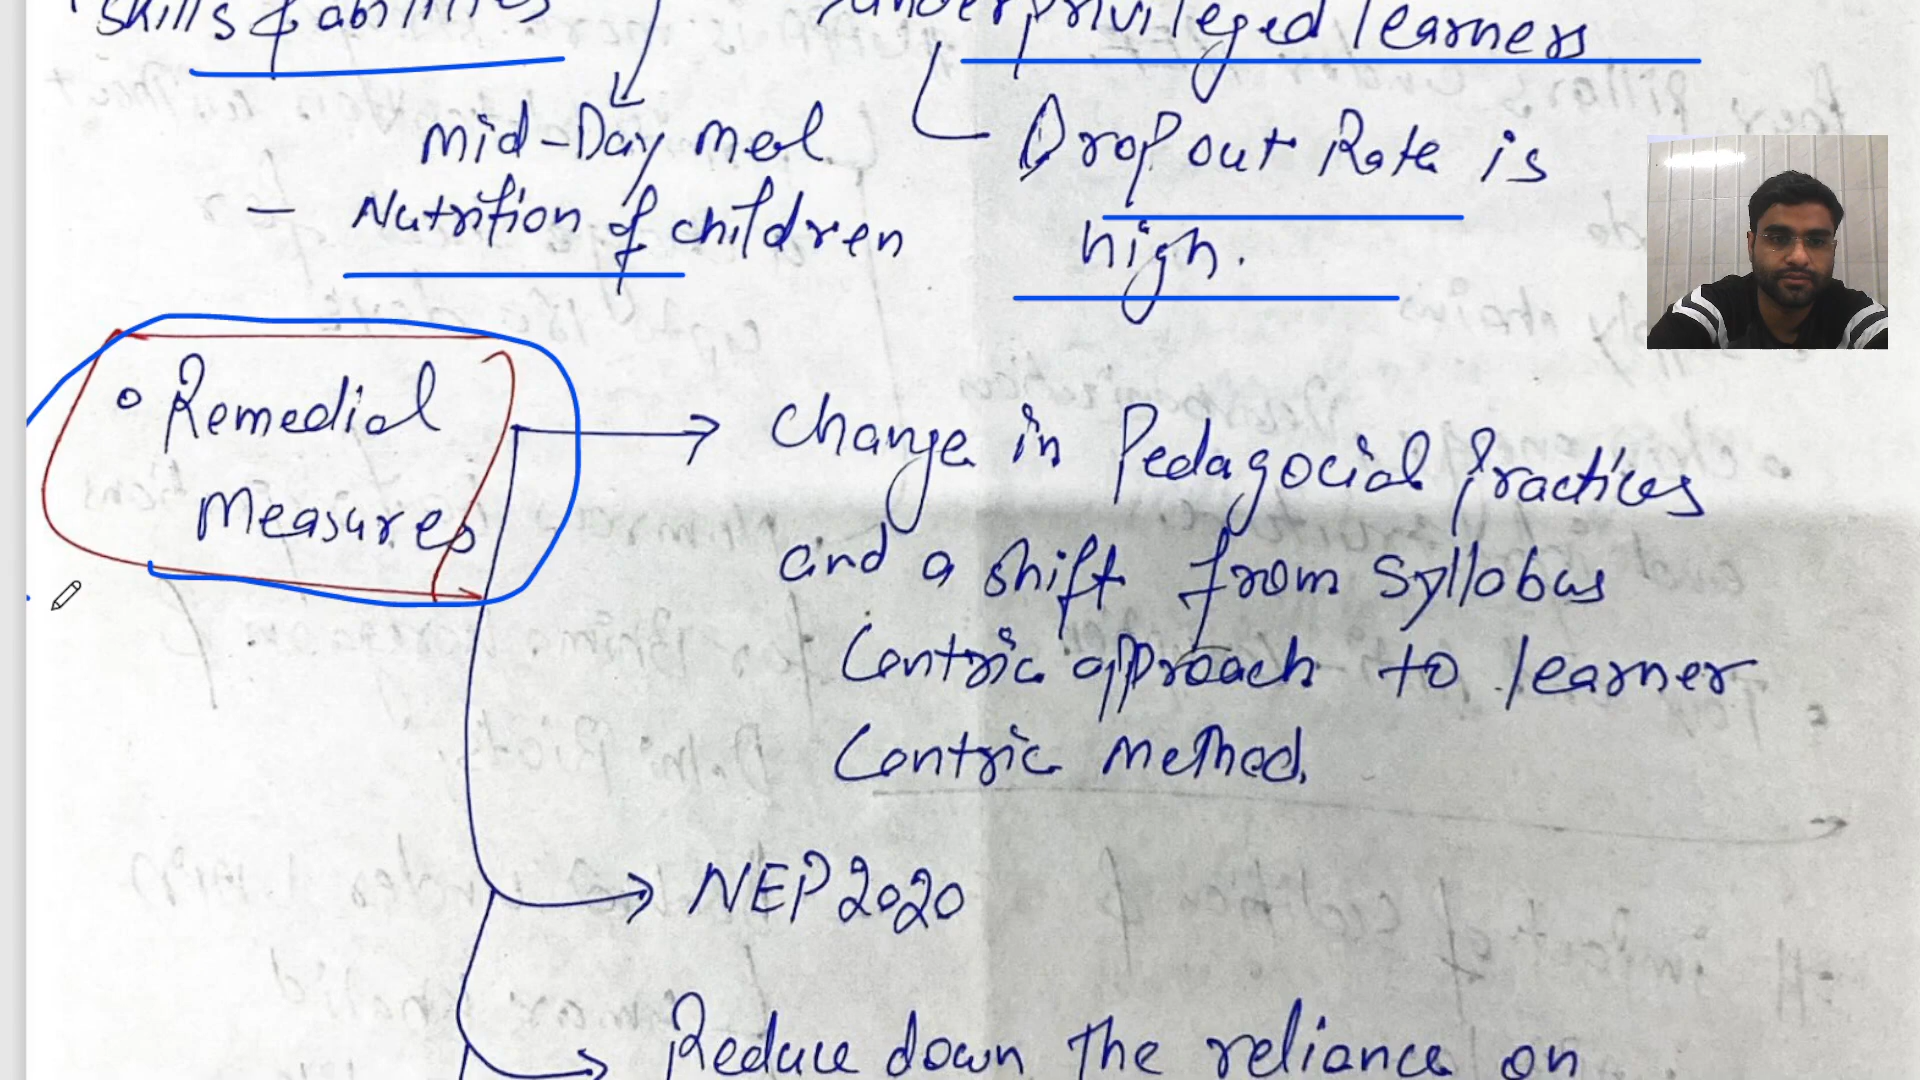 skills & abilities
underprivileged learners
Mid-Day Meal
- Nutrition of children
Drop out Rate is
high.
Remedial
Measures
Change in Pedagocial Practices
and a shift from Syllabus
Centric approach to learner
Centric Method.
NEP 2020
Reduce down the reliance on